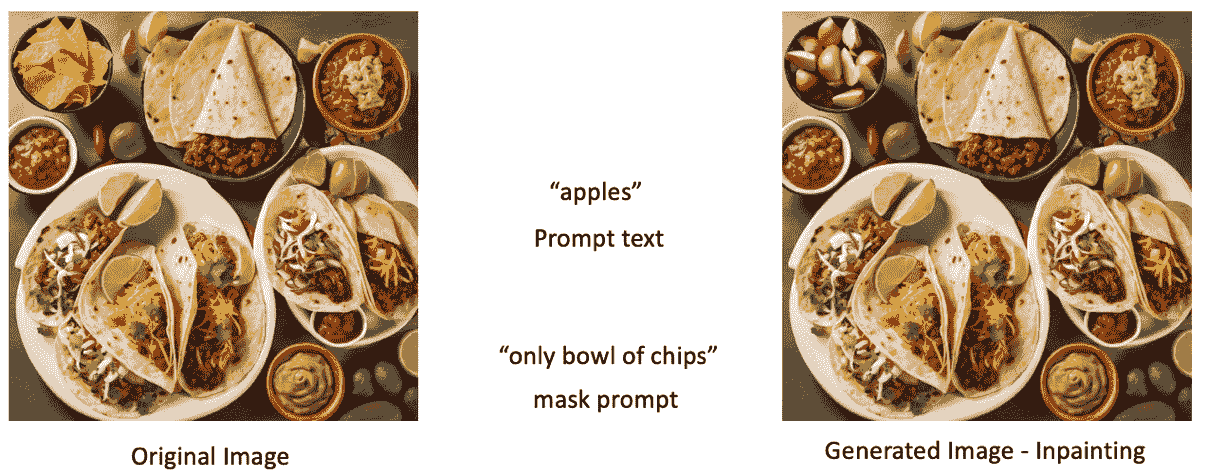 “apples”
Prompt text
“only bowl of chips”
mask prompt
Original Image
Generated Image - Inpainting